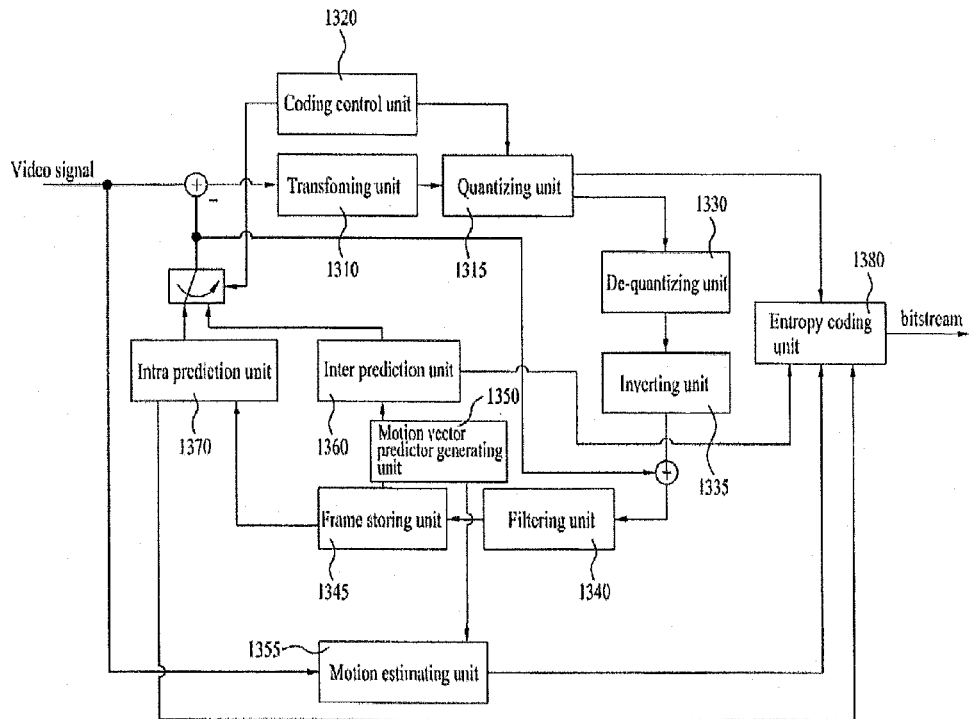 1320
Coding control unit
Video signal
+
-
Transfoming unit
Quantizing unit
1310
1315
1330
De-quantizing unit
1380
Entropy coding
unit
bitstream
Intra prediction unit
Inter prediction unit
Inverting unit
1370
1360
1350
Motion vector
predictor generating
unit
1335
Frame storing unit
Filtering unit
1345
1340
1355
Motion estimating unit